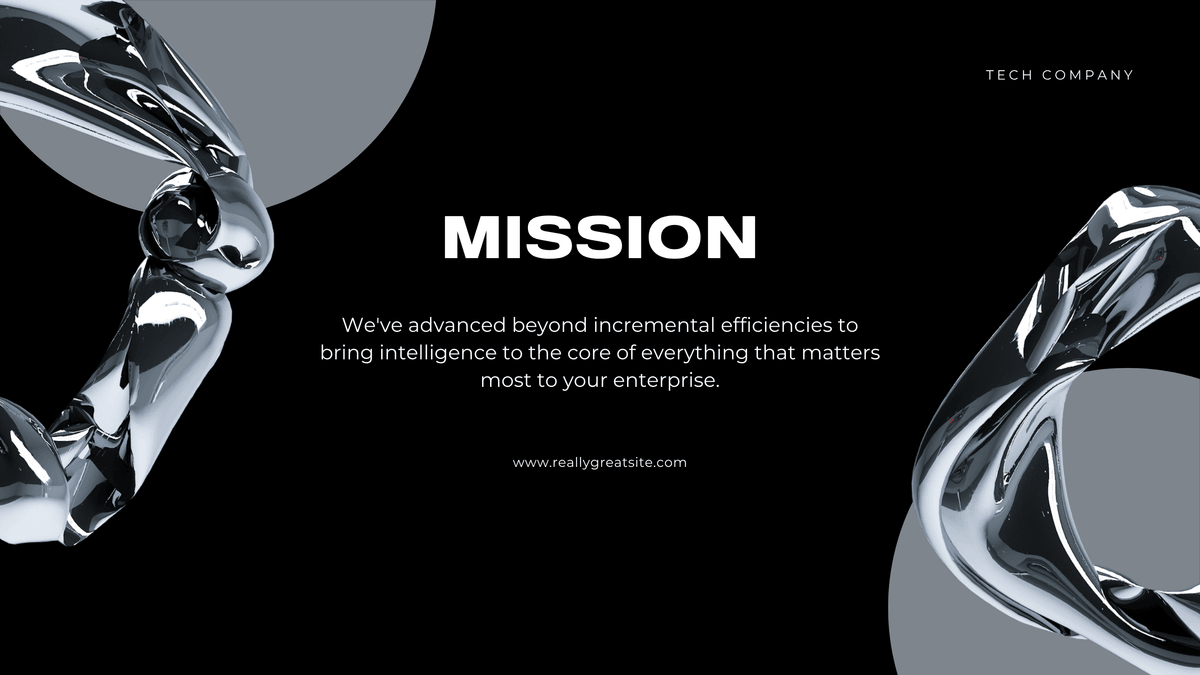 TECH COMPANY
MISSION
We've advanced beyond incremental efficiencies to
bring intelligence to the core of everything that matters
most to your enterprise.
www.reallygreatsite.com